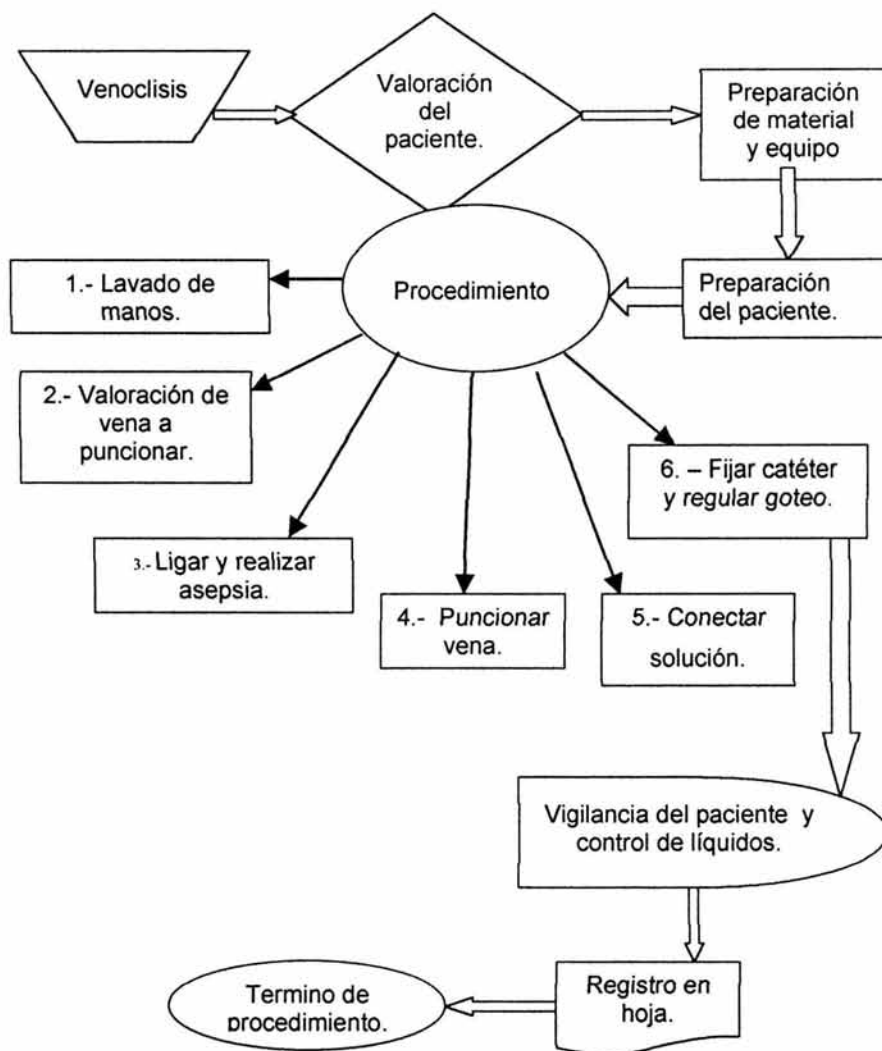 Venoclisis
Valoración
del
paciente.
Preparación
de material
y equipo
Preparación
del paciente.
Procedimiento
1.- Lavado de
manos.
2.- Valoración de
vena a
puncionar.
3.- Ligar y realizar
asepsia.
4.- Puncionar
vena.
5.- Conectar
solución.
6. – Fijar catéter
y regular goteo.
Vigilancia del paciente y
control de líquidos.
Registro en
hoja.
Termino de
procedimiento.